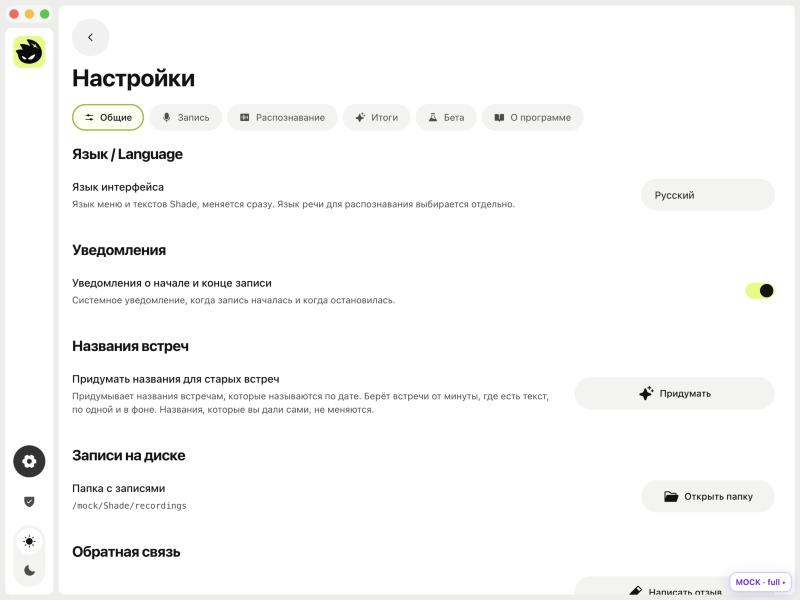 Настройки
Общие
Запись
Распознавание
Итоги
Бета
О программе
Язык / Language
Язык интерфейса
Язык меню и текстов Shade, меняется сразу. Язык речи для распознавания выбирается отдельно.
Русский
Уведомления
Уведомления о начале и конце записи
Системное уведомление, когда запись началась и когда остановилась.
Названия встреч
Придумать названия для старых встреч
Придумывает названия встречам, которые называются по дате. Берёт встречи от минуты, где есть текст,
по одной и в фоне. Названия, которые вы дали сами, не меняются.
Придумать
Записи на диске
Папка с записями
/mock/Shade/recordings
Открыть папку
Обратная связь
Написать отзыв
MOCK · full ▸